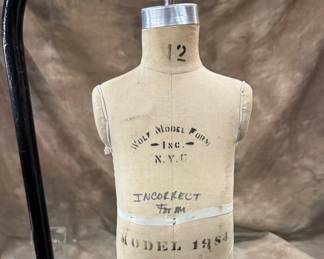 12
WOLF MODEL FORM
INC.
N.Y.C
INCORRECT
MODEL 1984